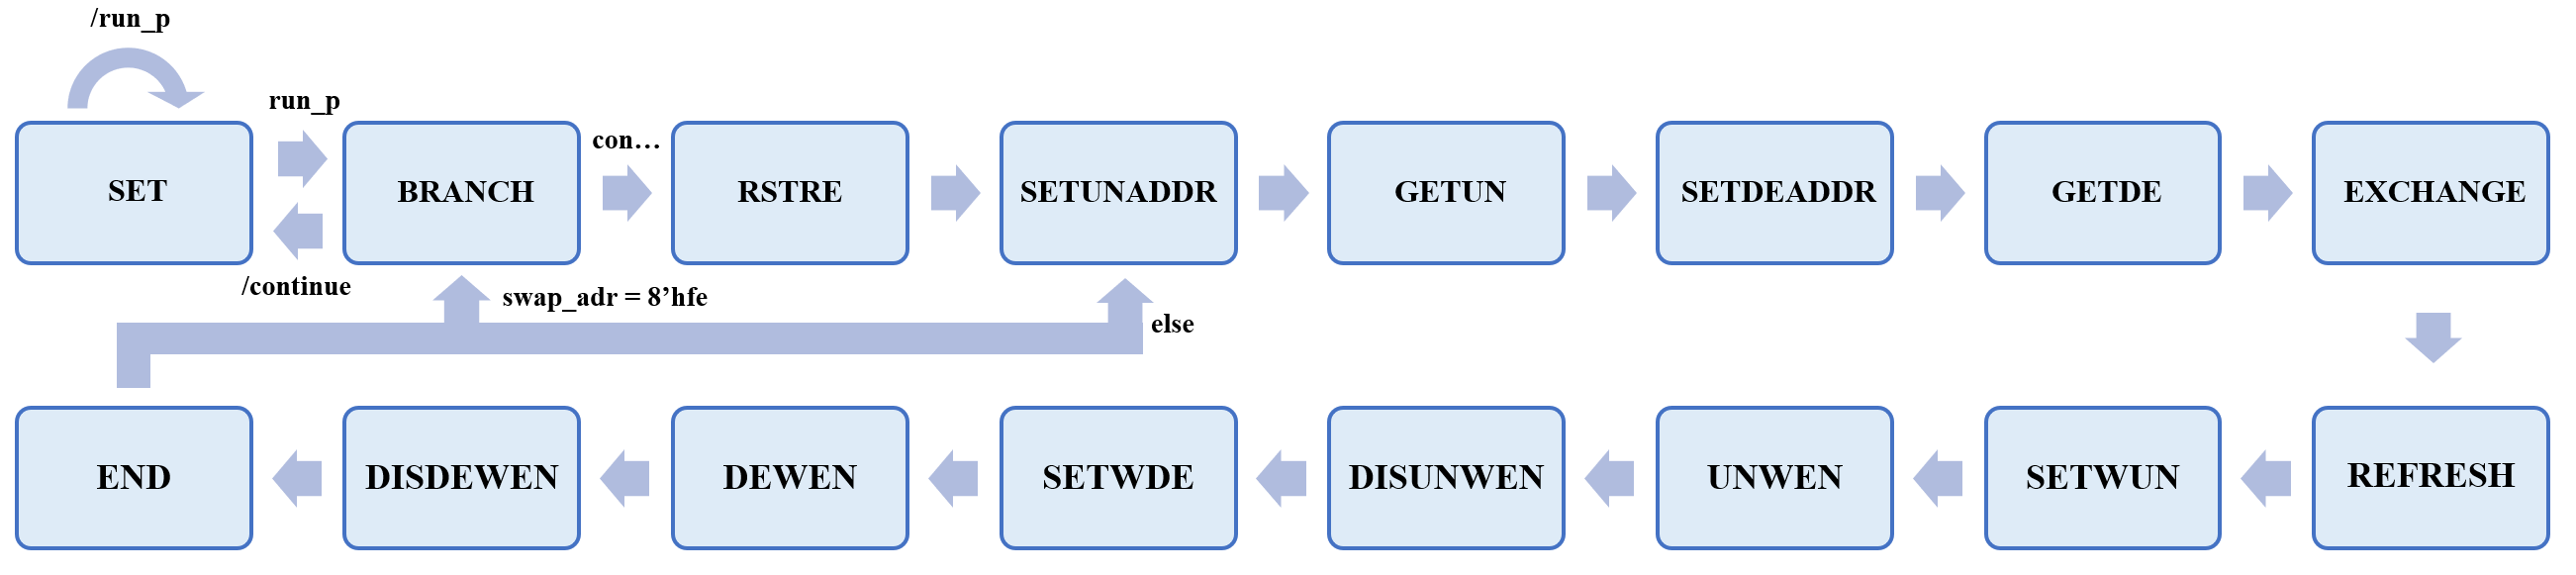 /run_p
run_p
con…
SET
BRANCH
RSTRE
SETUNADDR
GETUN
SETDEADDR
GETDE
EXCHANGE
/continue
swap_adr = 8’hfe
else
END
DISDEWEN
DEWEN
SETWDE
DISUNWEN
UNWEN
SETWUN
REFRESH